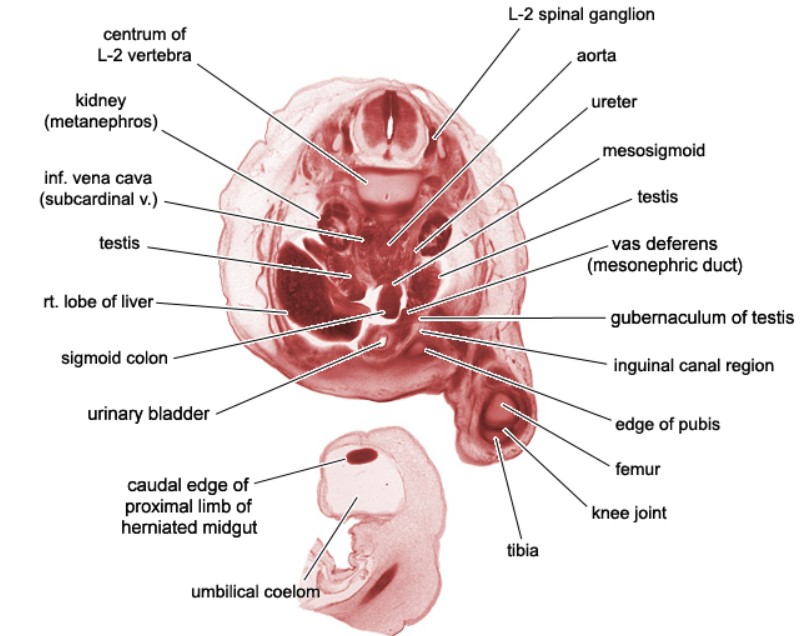 L-2 spinal ganglion
centrum of
L-2 vertebra
aorta
kidney
(metanephros)
ureter
mesosigmoid
inf. vena cava
(subcardinal v.)
testis
testis
vas deferens
(mesonephric duct)
rt. lobe of liver
gubernaculum of testis
sigmoid colon
inguinal canal region
urinary bladder
edge of pubis
femur
caudal edge of
proximal limb of
herniated midgut
knee joint
tibia
umbilical coelom